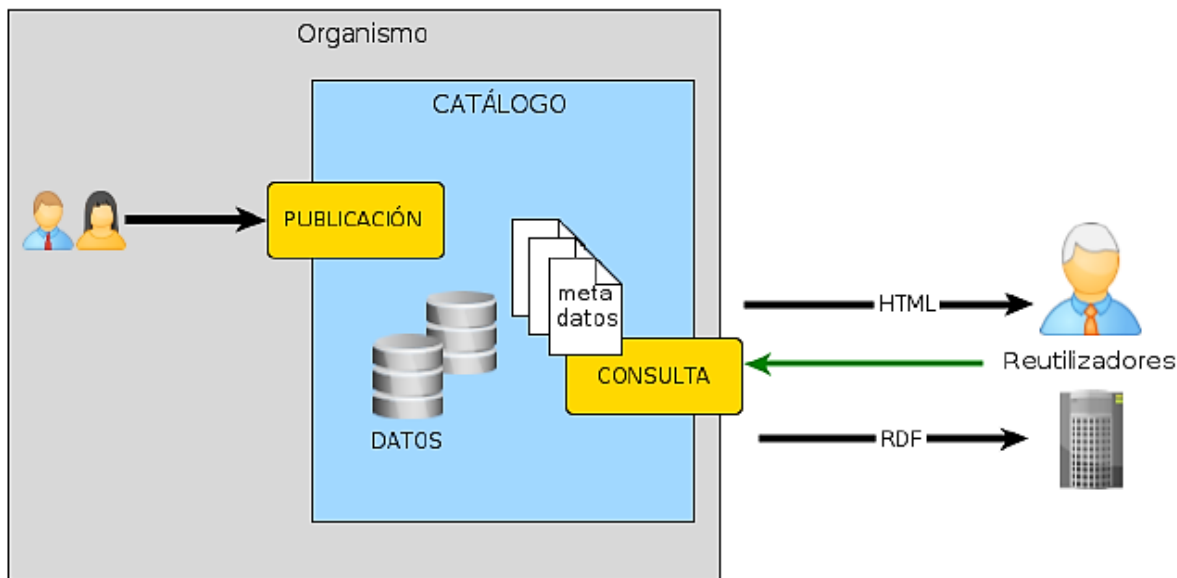 Organismo
CATÁLOGO
PUBLICACIÓN
meta
datos
HTML
Reutilizadores
CONSULTA
DATOS
RDF